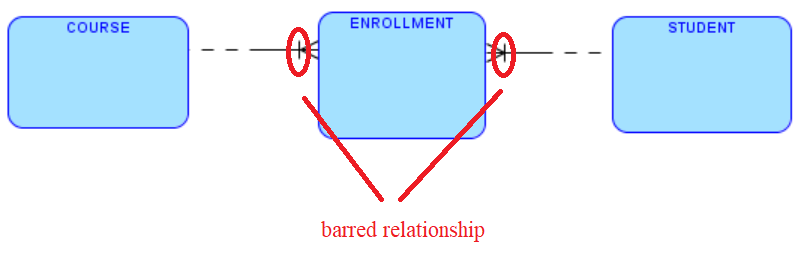 COURSE
ENROLLMENT
STUDENT
barred relationship